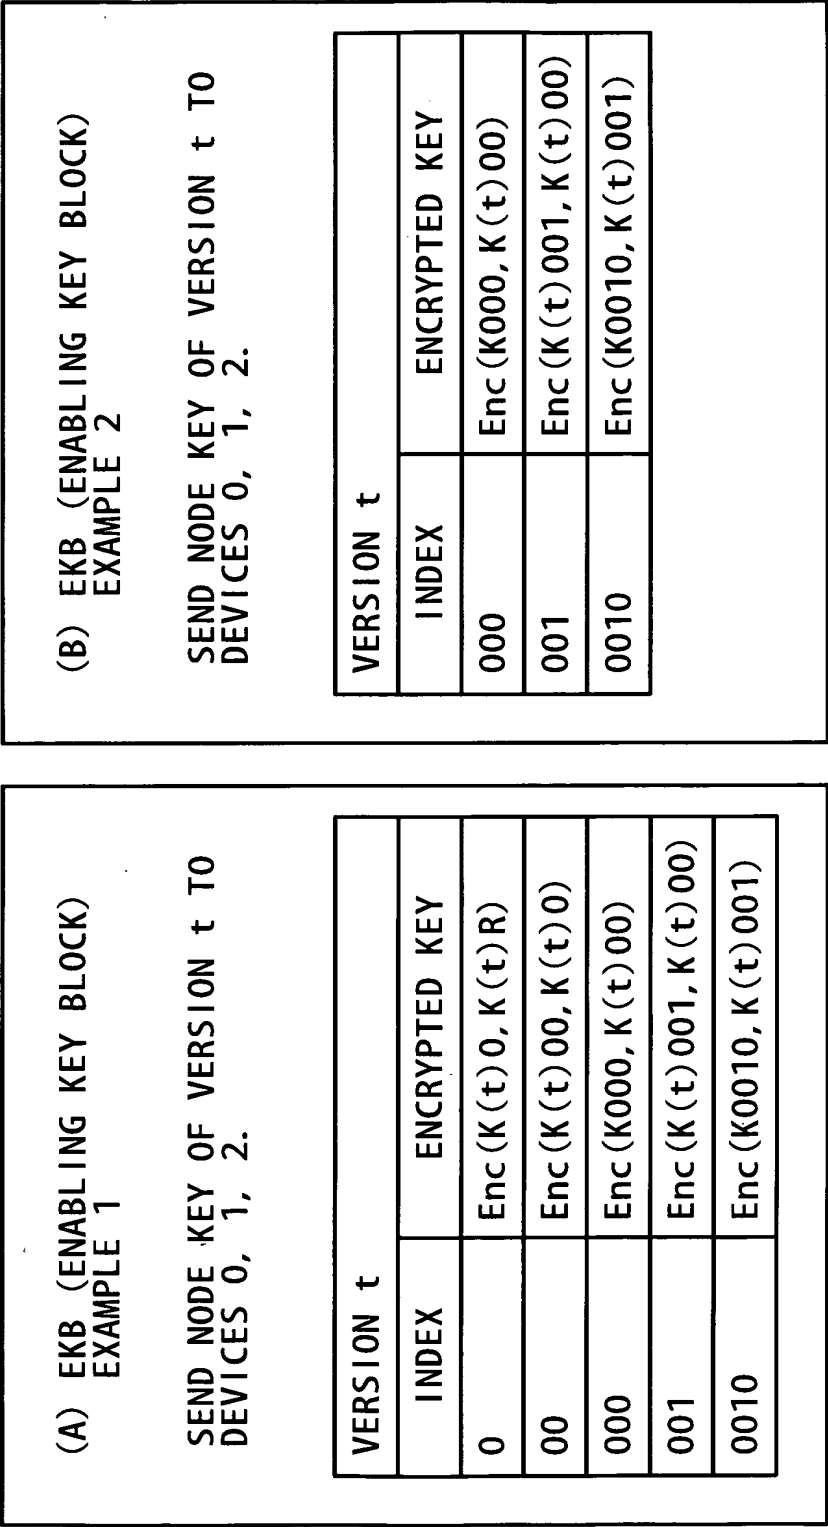 (A) EKB (ENABLING KEY BLOCK)
EXAMPLE 1
SEND NODE KEY OF VERSION t TO
DEVICES 0, 1, 2.
VERSION t
INDEX ENCRYPTED KEY
0 Enc(K(t)0,K(t)R)
00 Enc(K(t)00,K(t)0)
000 Enc(K000,K(t)00)
001 Enc(K(t)001,K(t)00)
0010 Enc(K0010,K(t)001)
(B) EKB (ENABLING KEY BLOCK)
EXAMPLE 2
SEND NODE KEY OF VERSION t TO
DEVICES 0, 1, 2.
VERSION t
INDEX ENCRYPTED KEY
000 Enc(K000,K(t)00)
001 Enc(K(t)001,K(t)00)
0010 Enc(K0010,K(t)001)